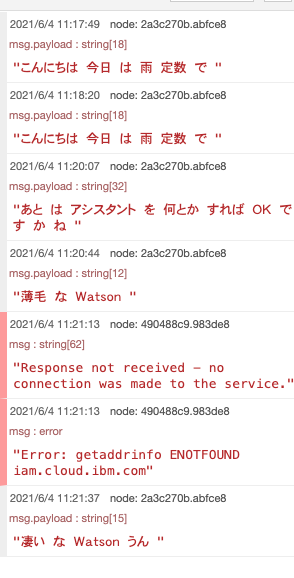 2021/6/4 11:17:49 node: 2a3c270b.abfce8
msg.payload : string[18]
"こんにちは 今日 は 雨 定数 で "
2021/6/4 11:18:20 node: 2a3c270b.abfce8
msg.payload : string[18]
"こんにちは 今日 は 雨 定数 で "
2021/6/4 11:20:07 node: 2a3c270b.abfce8
msg.payload : string[32]
"あと は アシスタント を 何とか すれば OK で
す か ね "
2021/6/4 11:20:44 node: 2a3c270b.abfce8
msg.payload : string[12]
"薄毛 な Watson "
2021/6/4 11:21:13 node: 490488c9.983de8
msg : string[62]
"Response not received - no
connection was made to the service."
2021/6/4 11:21:13 node: 490488c9.983de8
msg : error
"Error: getaddrinfo ENOTFOUND
iam.cloud.ibm.com"
2021/6/4 11:21:37 node: 2a3c270b.abfce8
msg.payload : string[15]
"凄い な Watson うん "